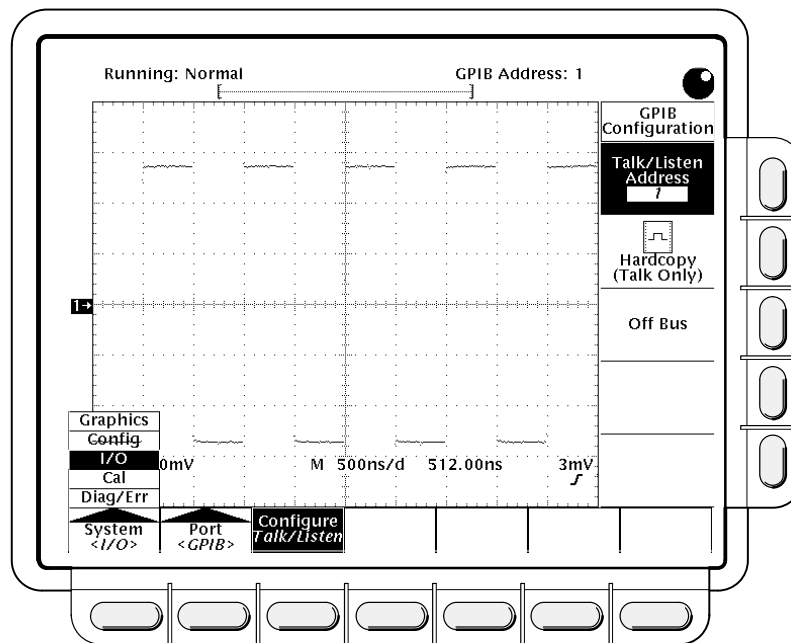 Running: Normal
GPIB Address: 1
GPIB
Configuration
Talk/Listen
Address
1
Hardcopy
(Talk Only)
Off Bus
1→
Graphics
Config
I/O
Cal
Diag/Err
0mV M 500ns/d 512.00ns 3mV
System
<I/O>
Port
<GPIB>
Configure
Talk/Listen